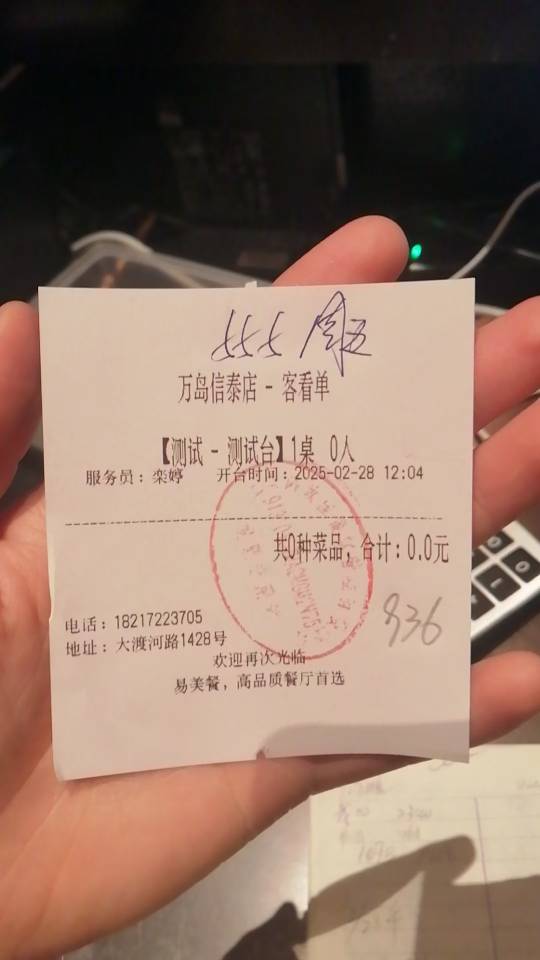 周五
万岛信泰店 - 客看单
【测试 - 测试台】1桌 0人
服务员：栾婷 开台时间：2025-02-28 12:04
共0种菜品，合计：0.0元
电话：18217223705
地址：大渡河路1428号
936
欢迎再次光临
易美餐，高品质餐厅首选